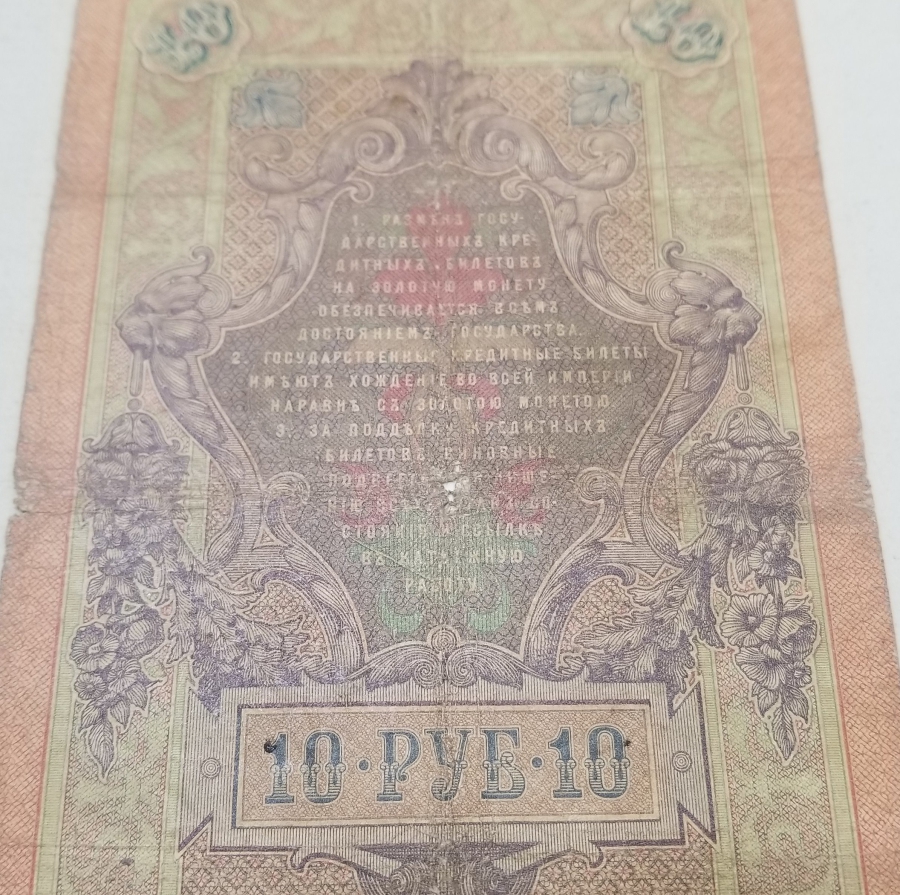 1. РАЗМѢНЪ ГОСУ-
ДАРСТВЕННЫХЪ КРЕ-
ДИТНЫХЪ БИЛЕТОВЪ
НА ЗОЛОТУЮ МОНЕТУ
ОБЕЗПЕЧИВАЕТСЯ ВСѢМЪ
ДОСТОЯНІЕМЪ ГОСУДАРСТВА.
2. ГОСУДАРСТВЕННЫЕ КРЕДИТНЫЕ БИЛЕТЫ
ИМѢЮТЪ ХОЖДЕНІЕ ВО ВСЕЙ ИМПЕРІИ
НАРАВНѢ СЪ ЗОЛОТОЮ МОНЕТОЮ.
3. ЗА ПОДДѢЛКУ КРЕДИТНЫХЪ
БИЛЕТОВЪ ВИНОВНЫЕ
ССЫЛКѢ
ВЪ КАТОРЖНУЮ
РАБОТУ.
10·РУБ·10